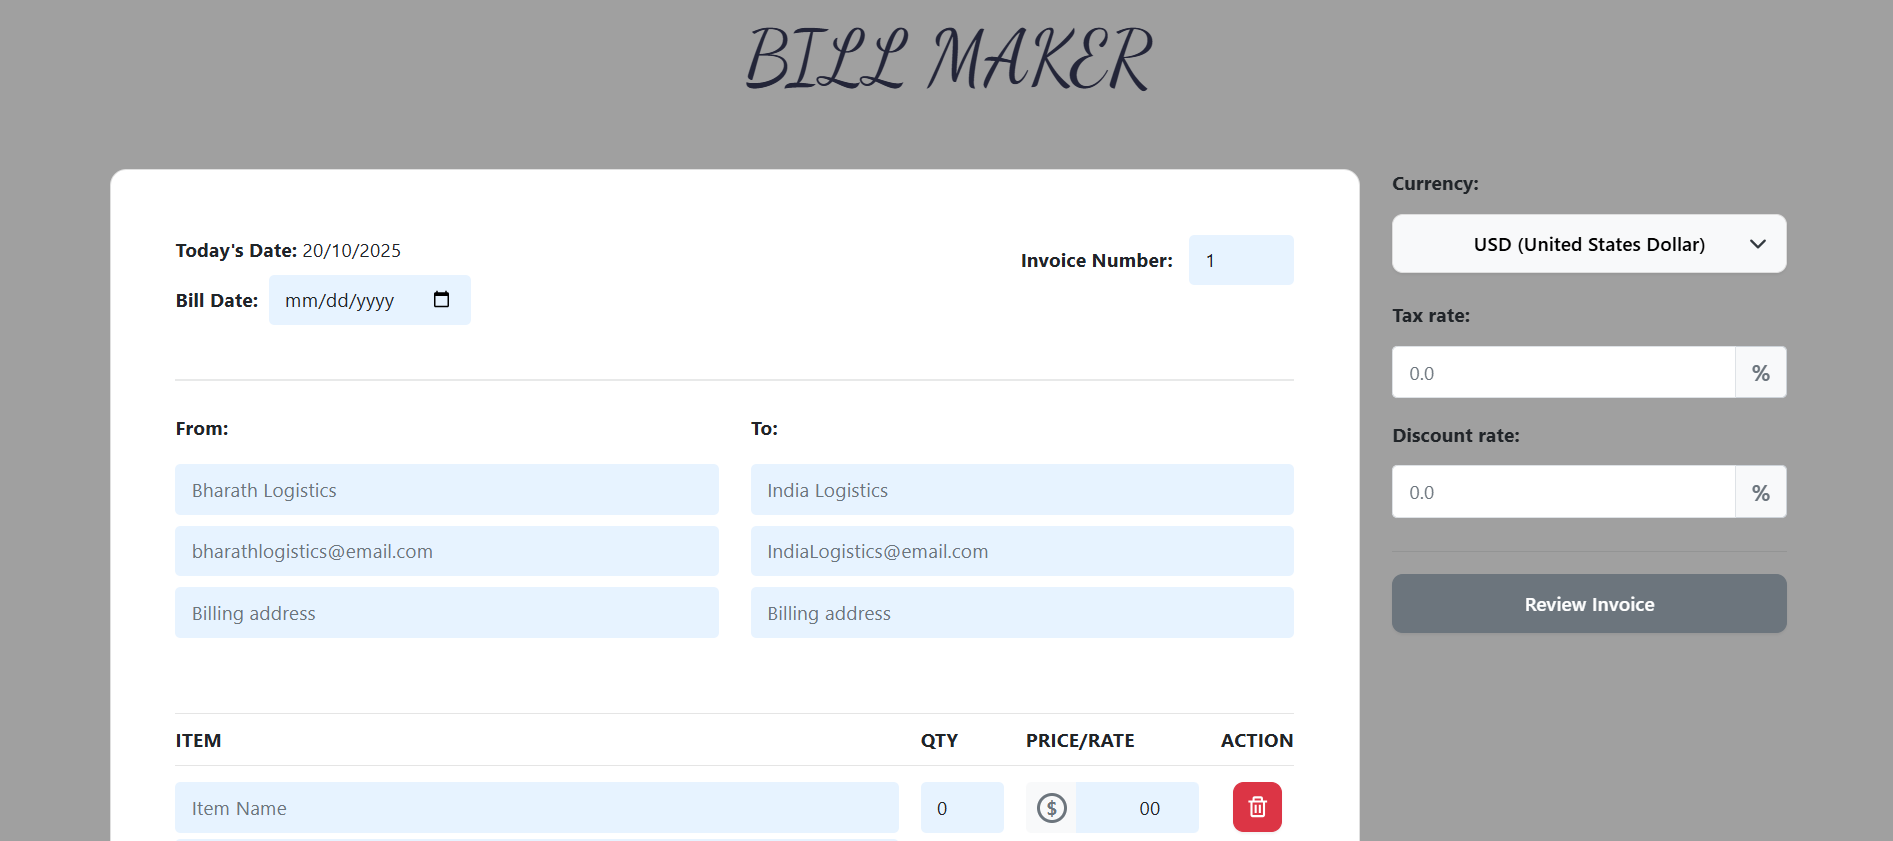 BILL MAKER
Today's Date: 20/10/2025
Invoice Number: 1
Bill Date: mm/dd/yyyy
From:
To:
Bharath Logistics
India Logistics
bharathlogistics@email.com
IndiaLogistics@email.com
Billing address
Billing address
ITEM QTY PRICE/RATE ACTION
Item Name 0 $ 00
Currency:
USD (United States Dollar)
Tax rate:
0.0 %
Discount rate:
0.0 %
Review Invoice